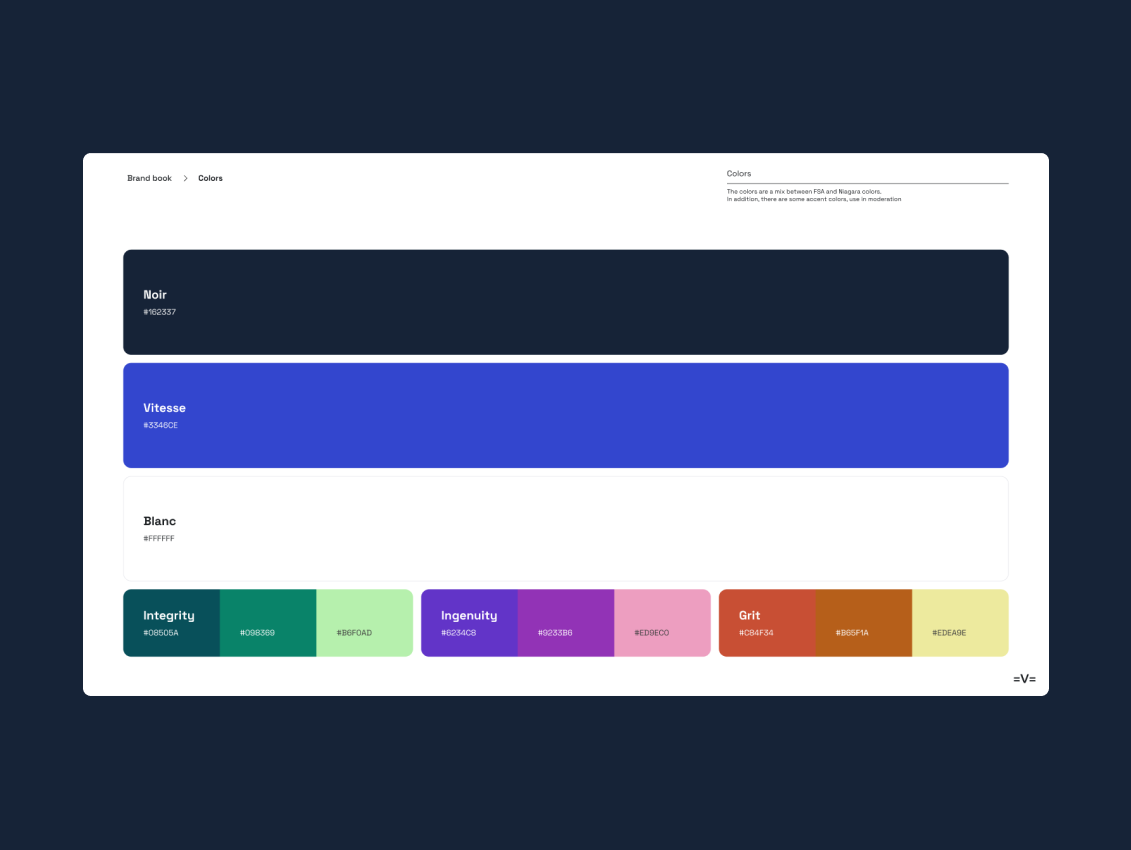 Brand book > Colors
Colors
The colors are a mix between FSA and Niagara colors.
In addition, there are some accent colors, use in moderation
Noir
#162337
Vitesse
#3346CE
Blanc
#FFFFFF
Integrity
#08505A
#098369
#B6F0AD
Ingenuity
#6234C8
#9233B6
#ED9EC0
Grit
#CB4F34
#B65F1A
#EDEA9E
=V=